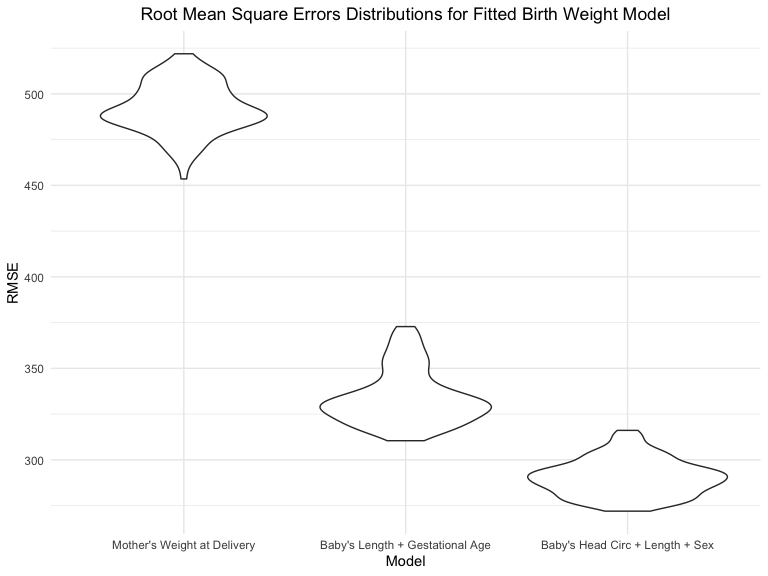 Root Mean Square Errors Distributions for Fitted Birth Weight Model
500
450
400
350
300
RMSE
Mother's Weight at Delivery
Baby's Length + Gestational Age
Baby's Head Circ + Length + Sex
Model